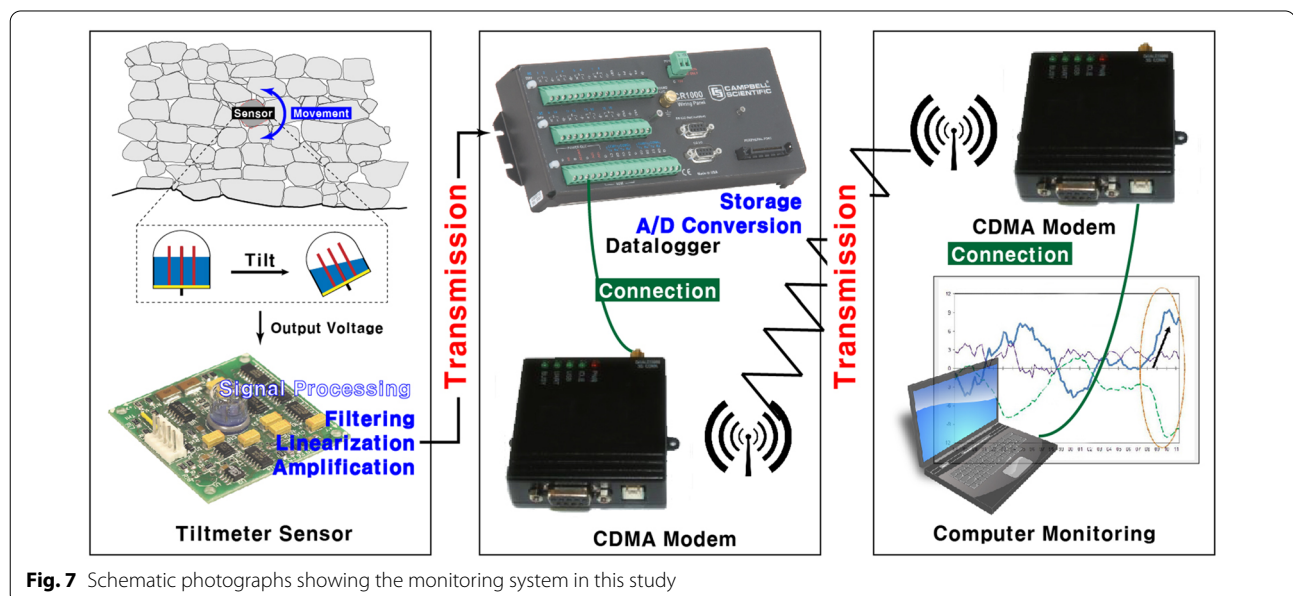 Sensor
Movement
Tilt
Output Voltage
Signal Processing
Filtering
Linearization
Amplification
Tiltmeter Sensor
Transmission
CAMPBELL
SCIENTIFIC
CR1000
Wiring Panel
Storage
A/D Conversion
Datalogger
Connection
CDMA Modem
Transmission
CDMA Modem
Connection
Computer Monitoring
Fig. 7 Schematic photographs showing the monitoring system in this study